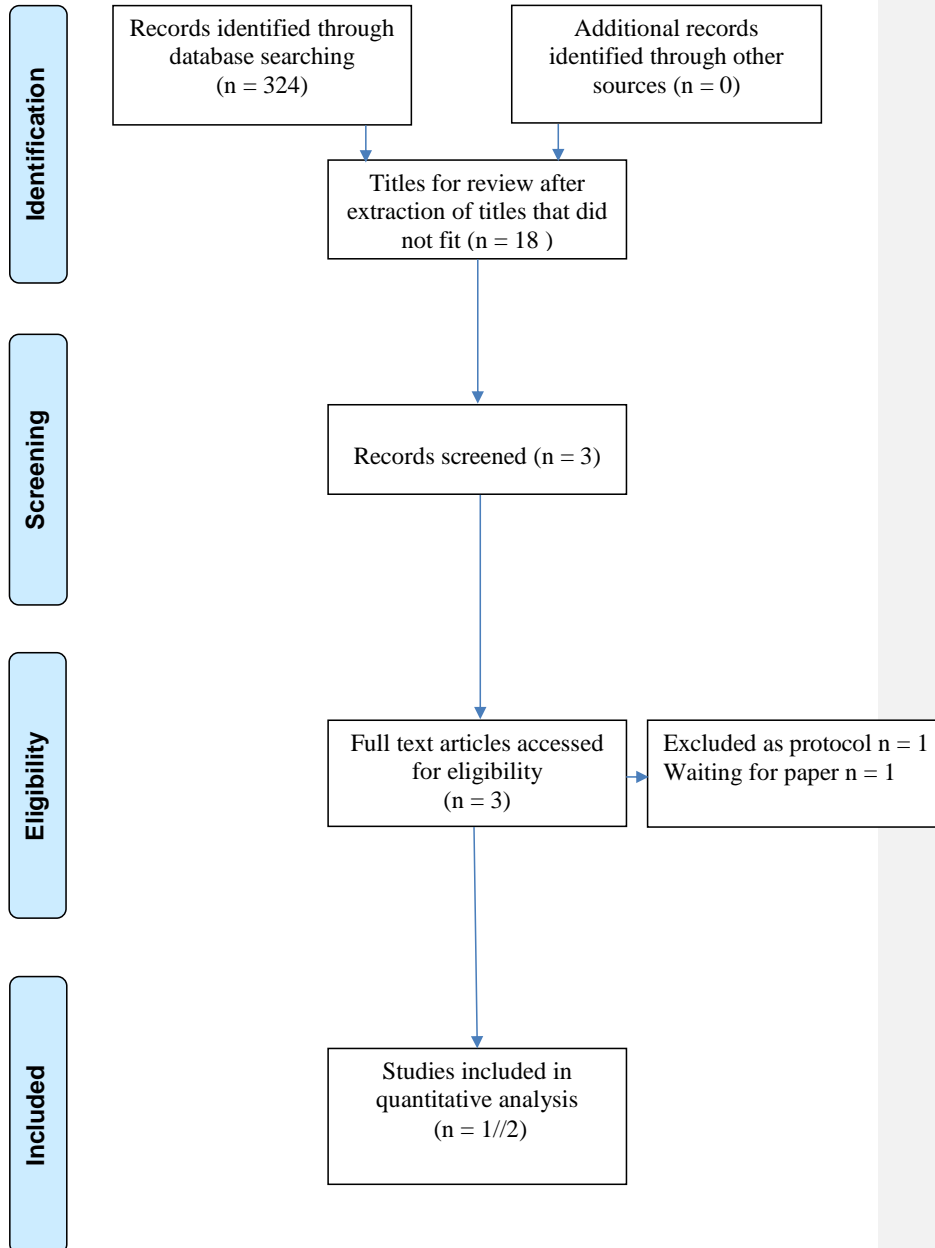 Identification
Records identified through
database searching
(n = 324)
Additional records
identified through other
sources (n = 0)
Titles for review after
extraction of titles that did
not fit (n = 18 )
Screening
Records screened (n = 3)
Eligibility
Full text articles accessed
for eligibility
(n = 3)
Excluded as protocol n = 1
Waiting for paper n = 1
Included
Studies included in
quantitative analysis
(n = 1//2)